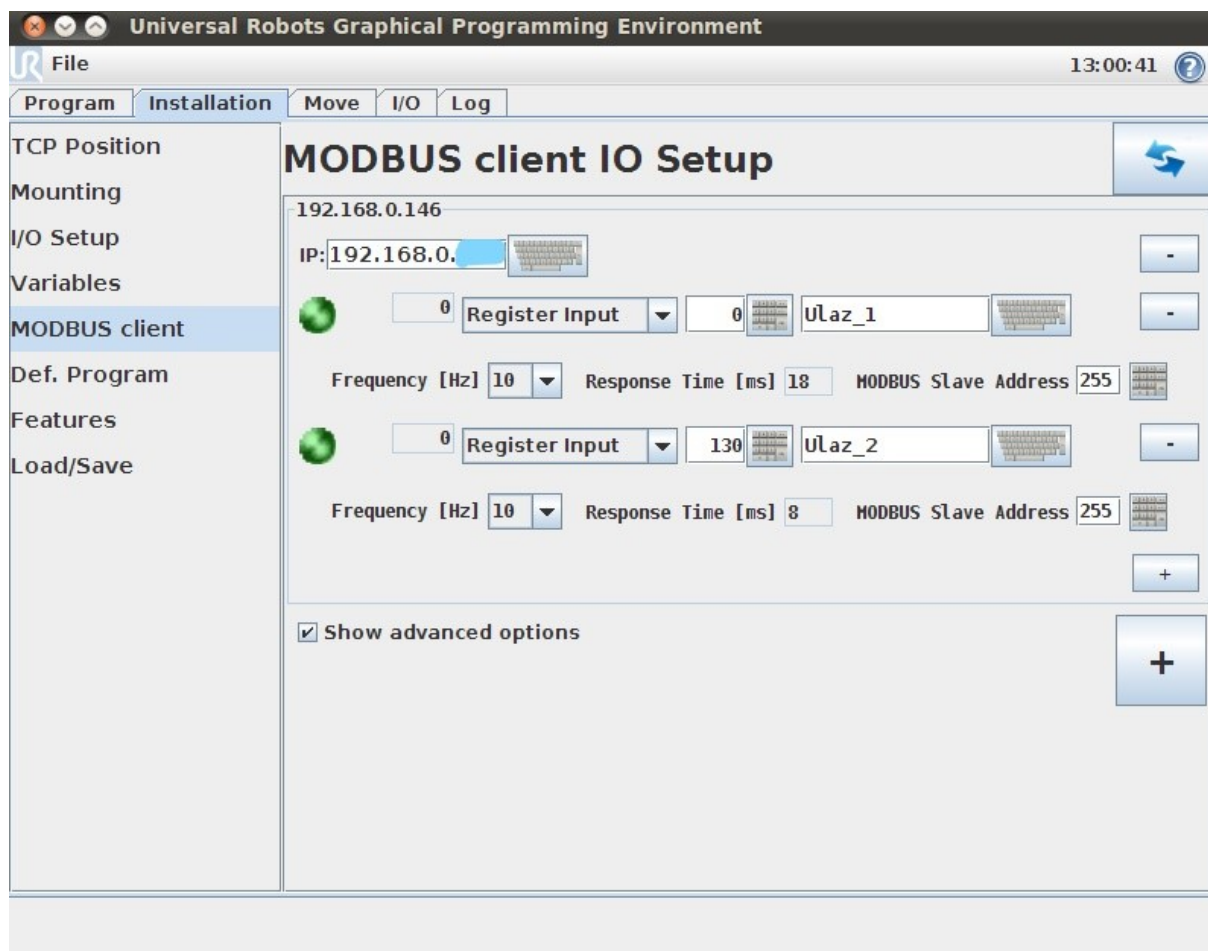 Universal Robots Graphical Programming Environment
File 13:00:41 ?
Program Installation Move I/O Log
TCP Position
Mounting
I/O Setup
Variables
MODBUS client
Def. Program
Features
Load/Save
MODBUS client IO Setup
192.168.0.146
IP: 192.168.0. -
0 Register Input 0 Ulaz_1 -
Frequency [Hz] 10 Response Time [ms] 18 MODBUS Slave Address 255
0 Register Input 130 Ulaz_2 -
Frequency [Hz] 10 Response Time [ms] 8 MODBUS Slave Address 255
+
Show advanced options
+